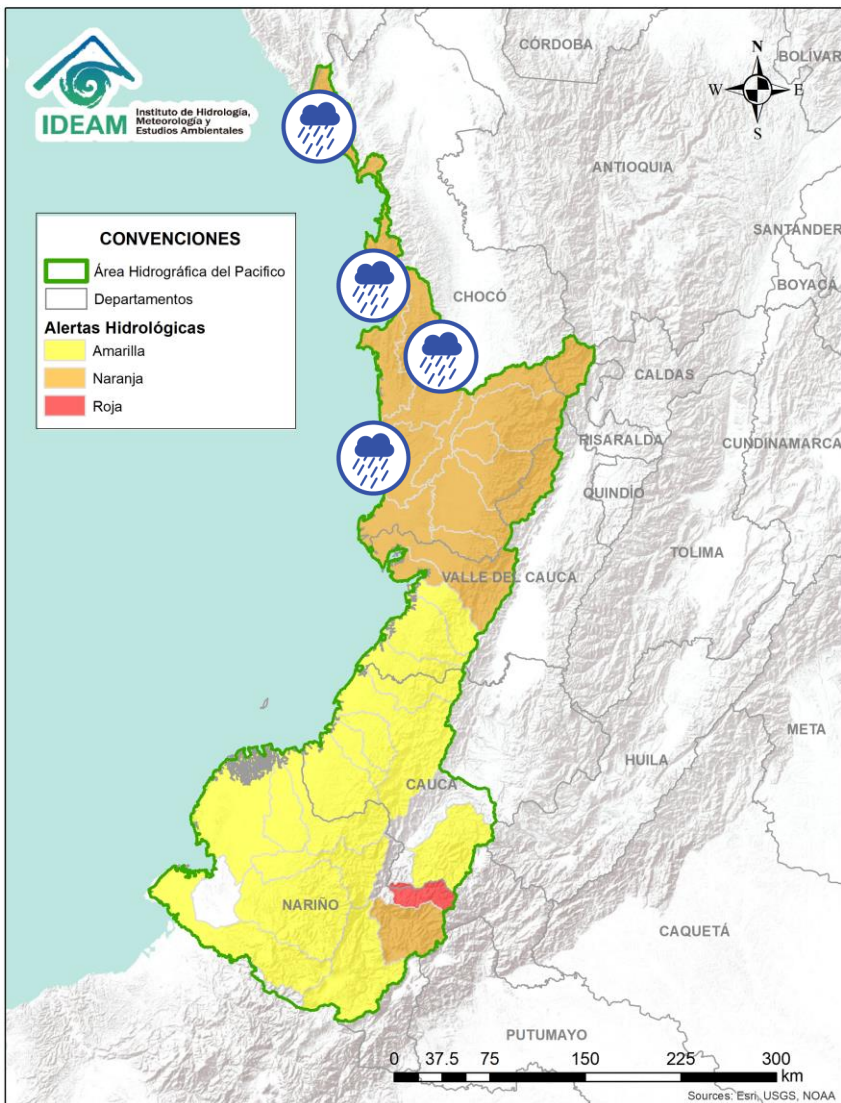 IDEAM
Instituto de Hidrología,
Meteorología y
Estudios Ambientales
CÓRDOBA
BOLÍVAR
N
W
E
S
ANTIOQUIA
SANTANDER
BOYACÁ
CONVENCIONES
Área Hidrográfica del Pacifico
Departamentos
Alertas Hidrológicas
Amarilla
Naranja
Roja
CHOCÓ
CALDAS
RISARALDA
CUNDINAMARCA
QUINDÍO
TOLIMA
VALLE DEL CAUCA
META
HUILA
CAUCA
NARIÑO
CAQUETÁ
PUTUMAYO
0 37.5 75 150 225 300
km
Sources: Esri, USGS, NOAA